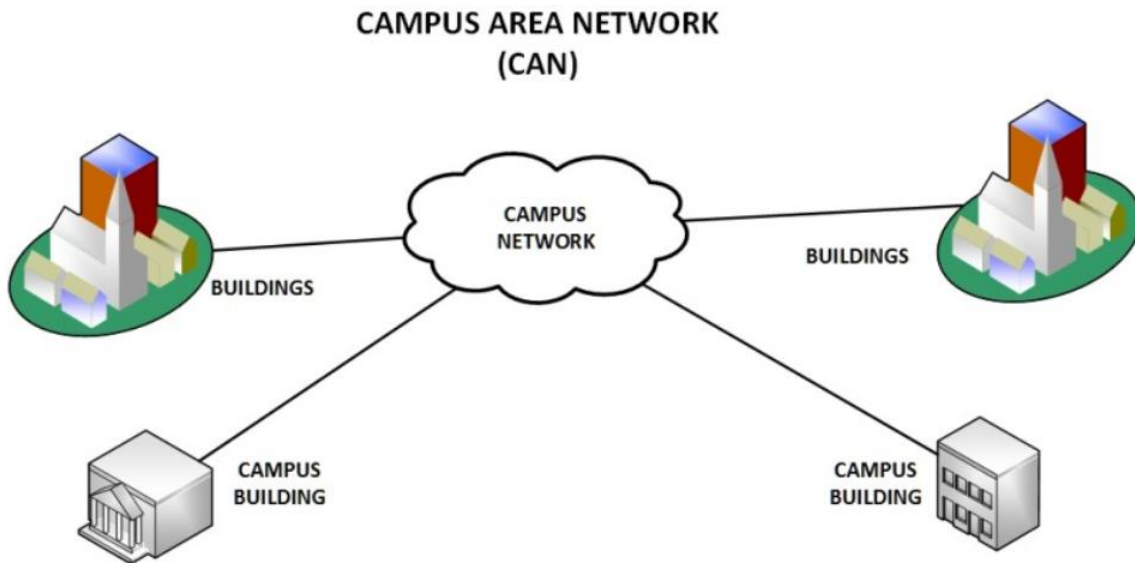 CAMPUS AREA NETWORK
(CAN)
CAMPUS
NETWORK
BUILDINGS
BUILDINGS
CAMPUS
BUILDING
CAMPUS
BUILDING